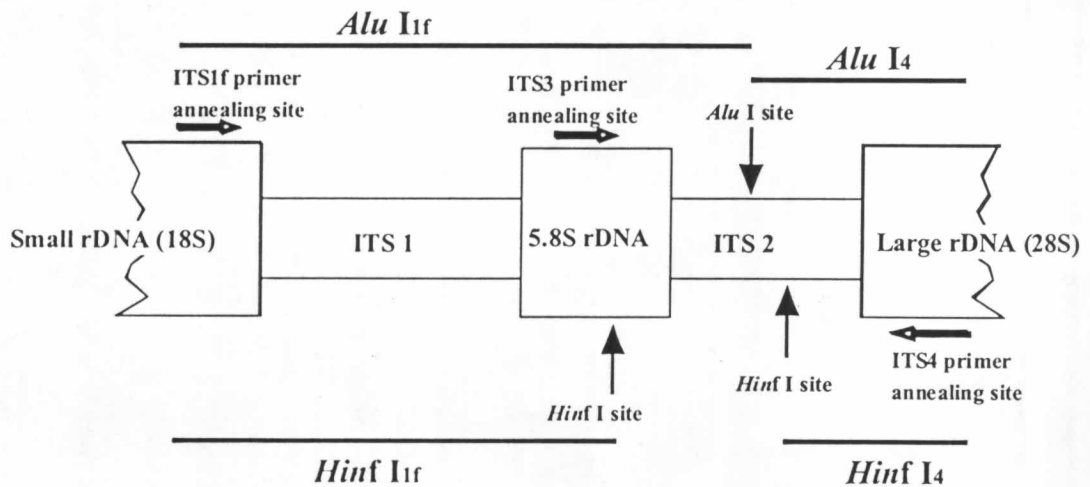 Alu I1f
Alu I4
ITS1f primer
annealing site
ITS3 primer
annealing site
Alu I site
Small rDNA (18S)
ITS 1
5.8S rDNA
ITS 2
Large rDNA (28S)
ITS4 primer
annealing site
Hinf I site
Hinf I site
Hinf I1f
Hinf I4